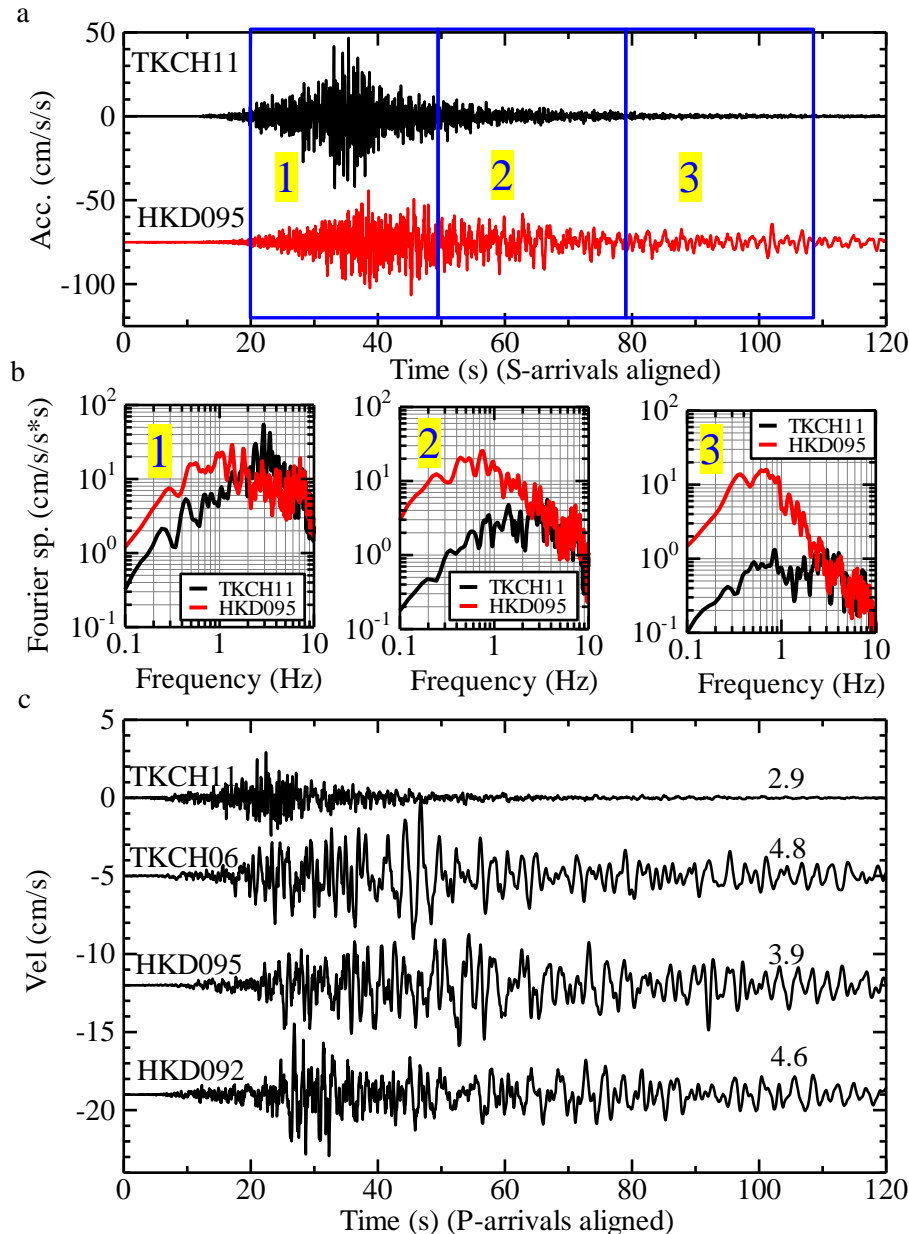 a
50
0
-50
-100
Acc. (cm/s/s)
TKCH11
HKD095
1
2
3
0 20 40 60 80 100 120
Time (s) (S-arrivals aligned)
b
Fourier sp. (cm/s/s*s)
10^2
10^1
10^0
10^-1
1
TKCH11
HKD095
0.1 1 10
Frequency (Hz)
10^2
10^1
10^0
10^-1
2
TKCH11
HKD095
0.1 1 10
Frequency (Hz)
10^2
10^1
10^0
10^-1
3
TKCH11
HKD095
0.1 1 10
Frequency (Hz)
c
5
0
-5
-10
-15
-20
Vel (cm/s)
TKCH11 2.9
TKCH06 4.8
HKD095 3.9
HKD092 4.6
0 20 40 60 80 100 120
Time (s) (P-arrivals aligned)